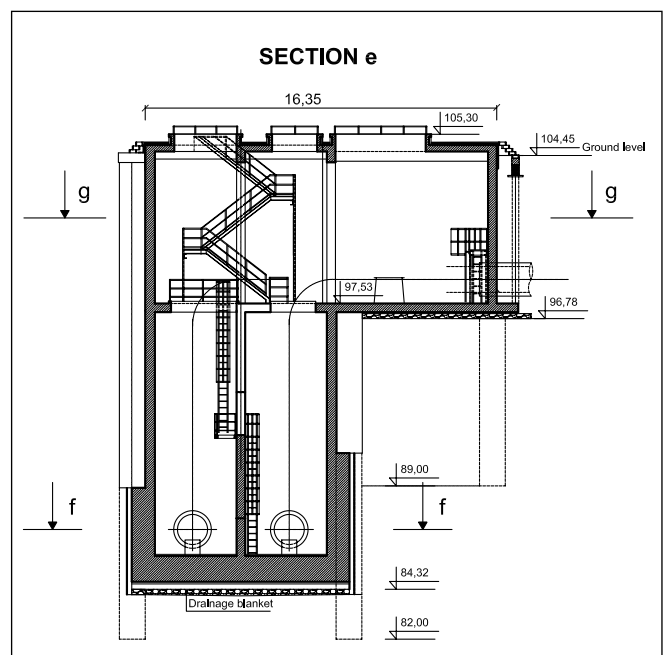 SECTION e
16,35
105,30
104,45
Ground level
g
g
97,53
96,78
89,00
f
f
84,32
Drainage blanket
82,00